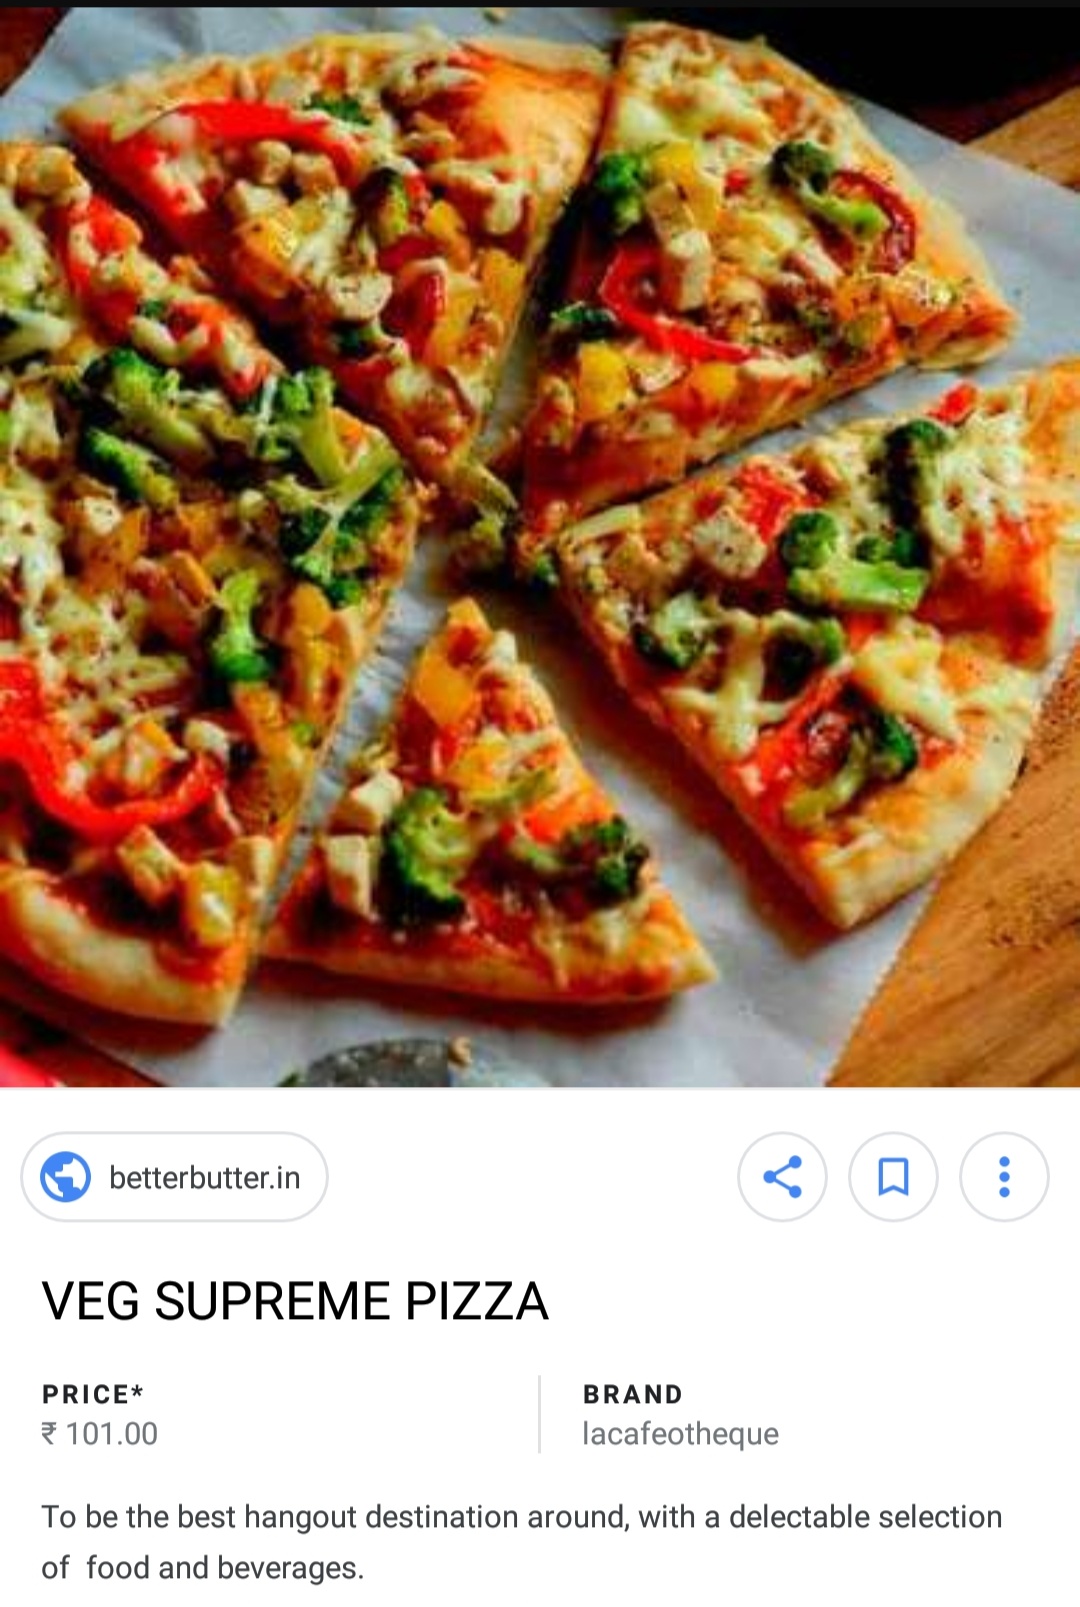 betterbutter.in
VEG SUPREME PIZZA
PRICE*
₹ 101.00
BRAND
lacafeotheque
To be the best hangout destination around, with a delectable selection
of  food and beverages.